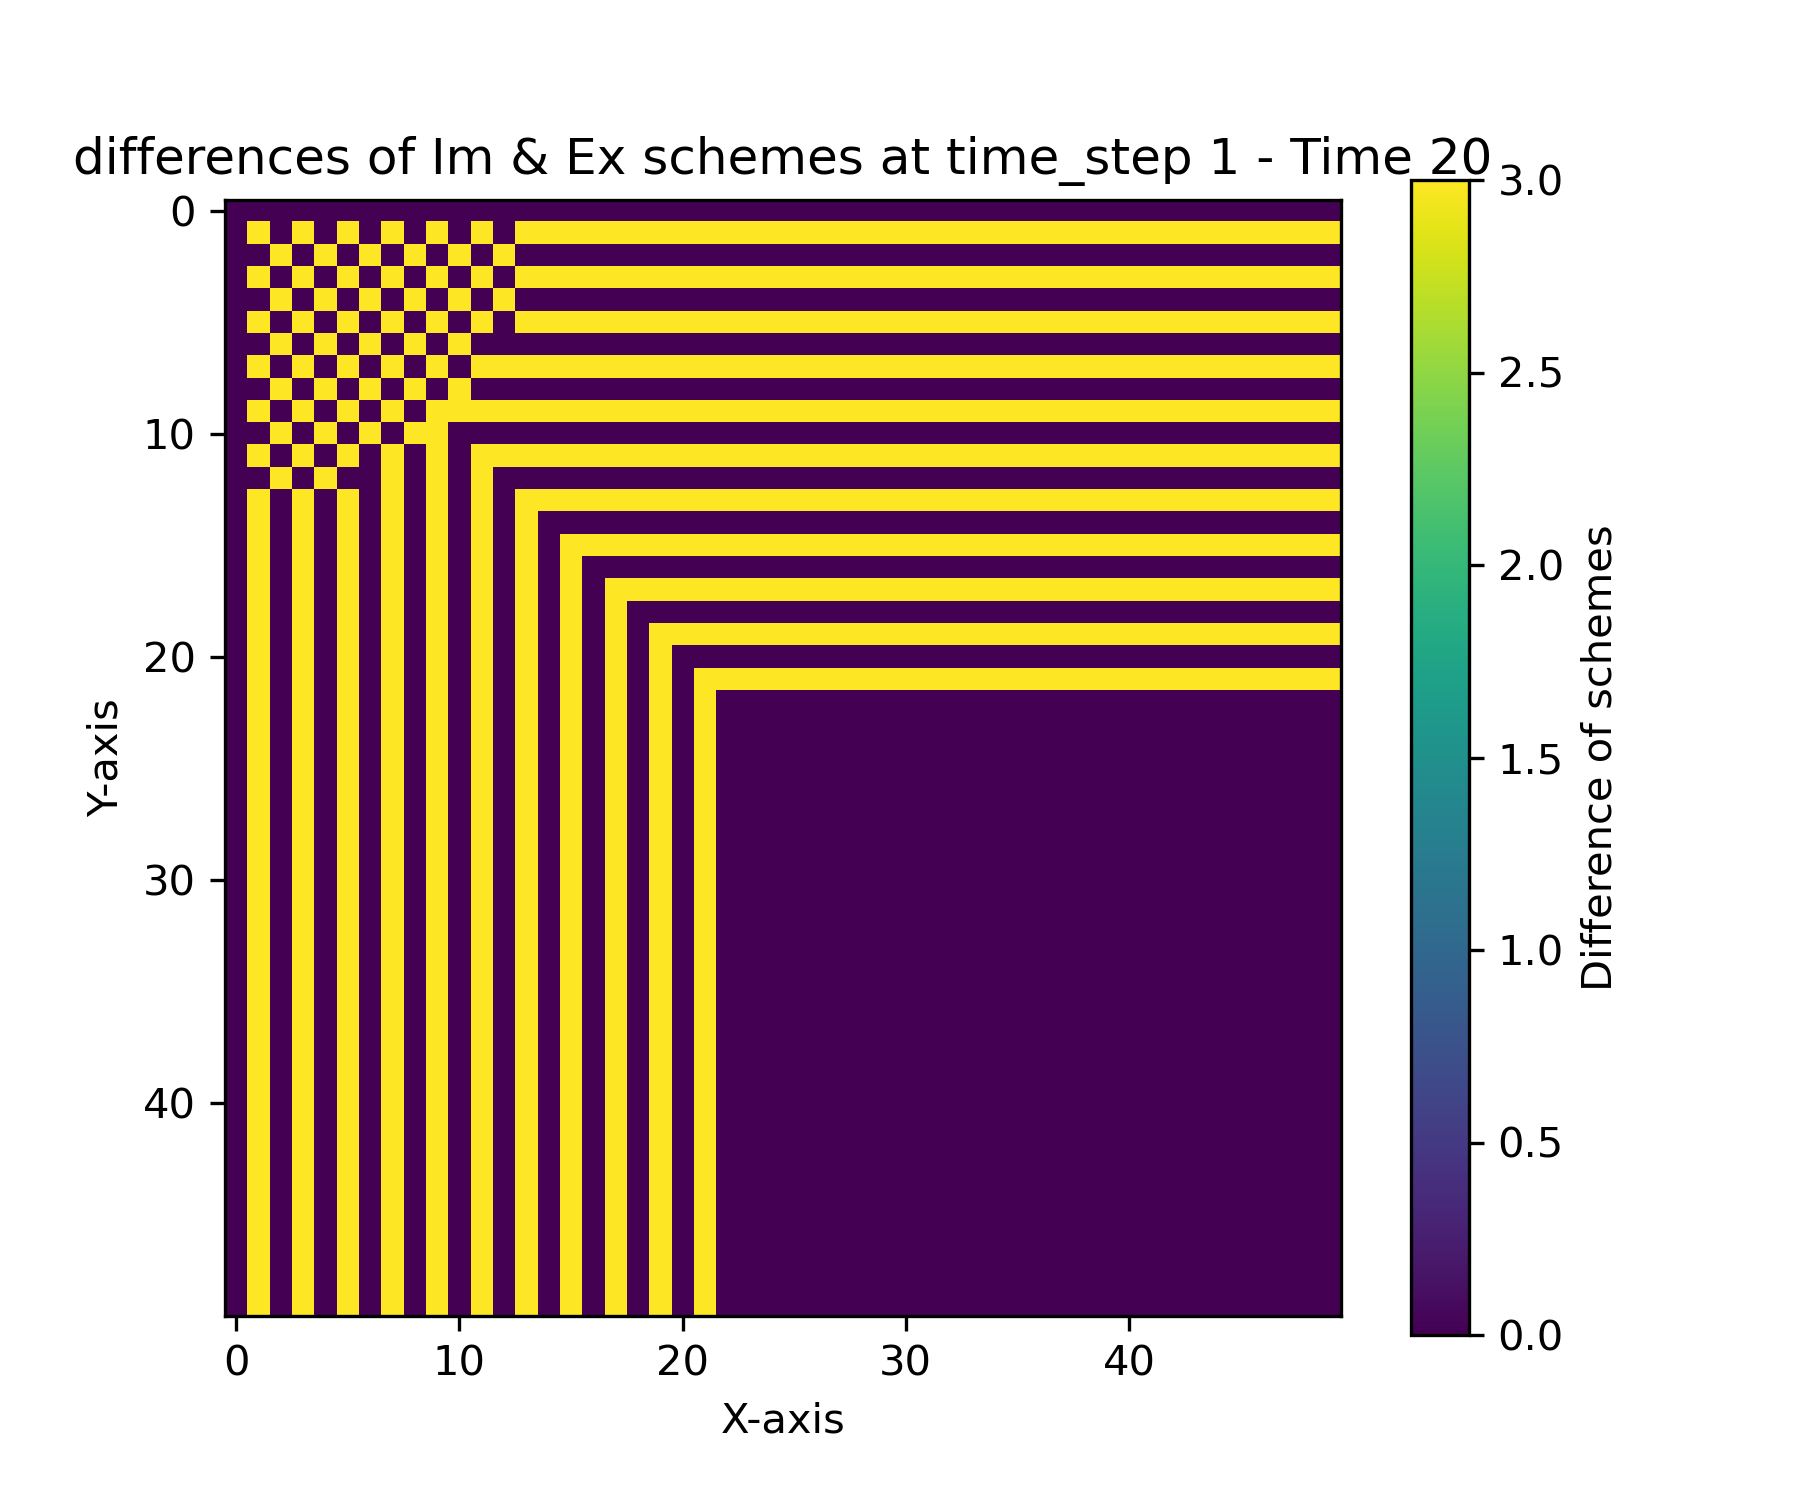 differences of Im & Ex schemes at time_step 1 - Time 20
0
10
20
30
40
Y-axis
0 10 20 30 40
X-axis
3.0
2.5
2.0
1.5
1.0
0.5
0.0
Difference of schemes